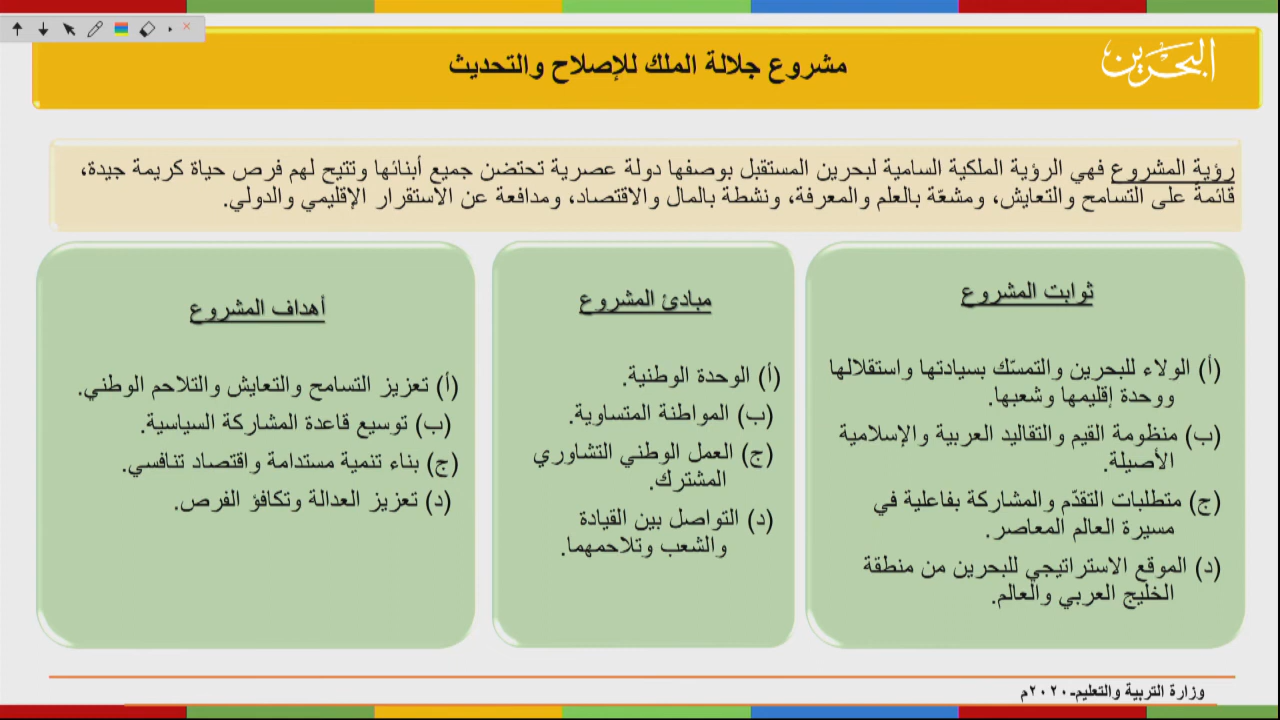 البحرين
مشروع جلالة الملك للإصلاح والتحديث
رؤية المشروع فهي الرؤية الملكية السامية لبحرين المستقبل بوصفها دولة عصرية تحتضن جميع أبنائها وتتيح لهم فرص حياة كريمة جيدة،
قائمة على التسامح والتعايش، ومشعّة بالعلم والمعرفة، ونشطة بالمال والاقتصاد، ومدافعة عن الاستقرار الإقليمي والدولي.
ثوابت المشروع
(أ) الولاء للبحرين والتمسّك بسيادتها واستقلالها
ووحدة إقليمها وشعبها.
(ب) منظومة القيم والتقاليد العربية والإسلامية
الأصيلة.
(ج) متطلبات التقدّم والمشاركة بفاعلية في
مسيرة العالم المعاصر.
(د) الموقع الاستراتيجي للبحرين من منطقة
الخليج العربي والعالم.
مبادئ المشروع
(أ) الوحدة الوطنية.
(ب) المواطنة المتساوية.
(ج) العمل الوطني التشاوري
المشترك.
(د) التواصل بين القيادة
والشعب وتلاحمهما.
أهداف المشروع
(أ) تعزيز التسامح والتعايش والتلاحم الوطني.
(ب) توسيع قاعدة المشاركة السياسية.
(ج) بناء تنمية مستدامة واقتصاد تنافسي.
(د) تعزيز العدالة وتكافؤ الفرص.
وزارة التربية والتعليم-٢٠٢٠م